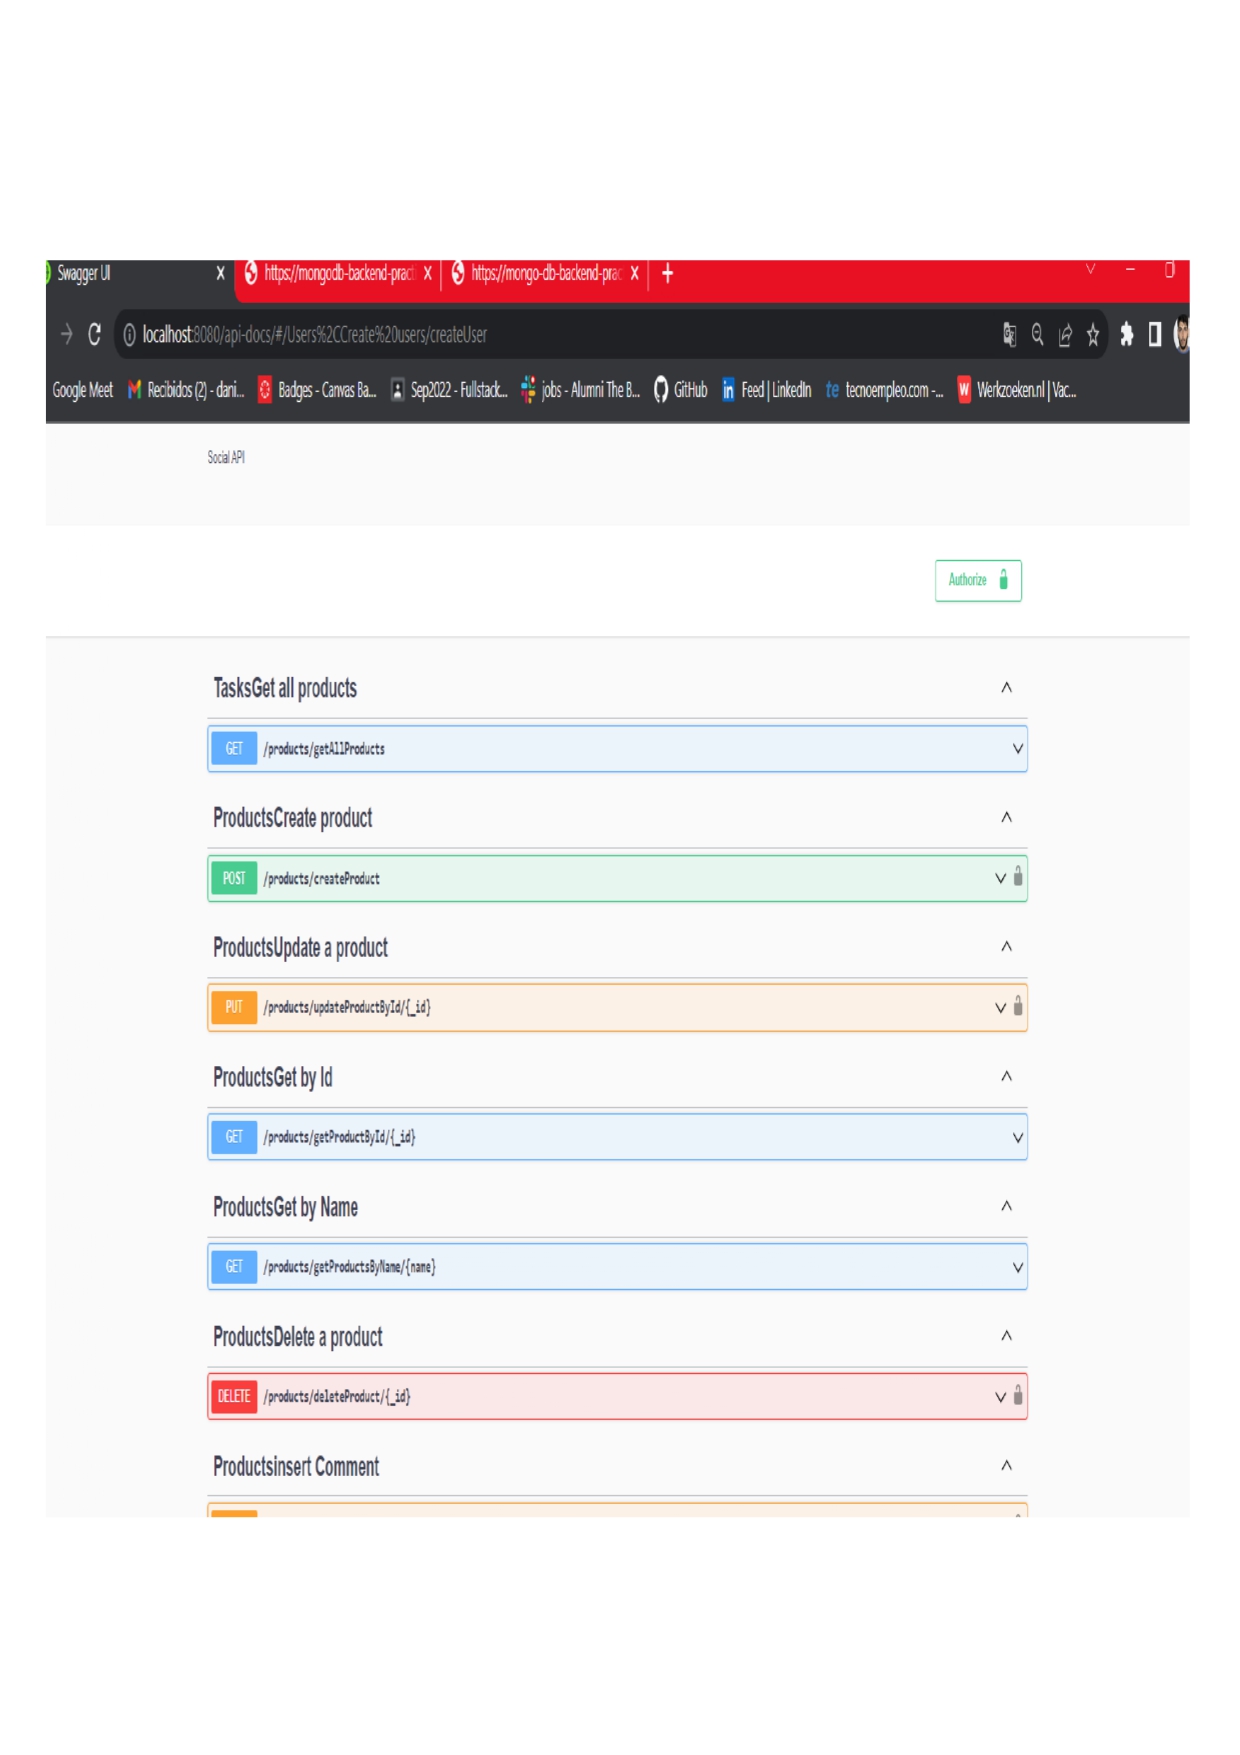 Swagger UI
https://mongodb-backend-pract
https://mongo-db-backend-prac
localhost:8080/api-docs/#/Users%2CCreate%20users/createUser
Google Meet Recibidos (2) - dani... Badges - Canvas Ba... Sep2022 - Fullstack... jobs - Alumni The B... GitHub Feed | LinkedIn tecnoempleo.com -... Werkzoeken.nl | Vac...
Social API
Authorize
TasksGet all products
GET /products/getAllProducts
ProductsCreate product
POST /products/createProduct
ProductsUpdate a product
PUT /products/updateProductById/{_id}
ProductsGet by Id
GET /products/getProductById/{_id}
ProductsGet by Name
GET /products/getProductsByName/{name}
ProductsDelete a product
DELETE /products/deleteProduct/{_id}
Productsinsert Comment